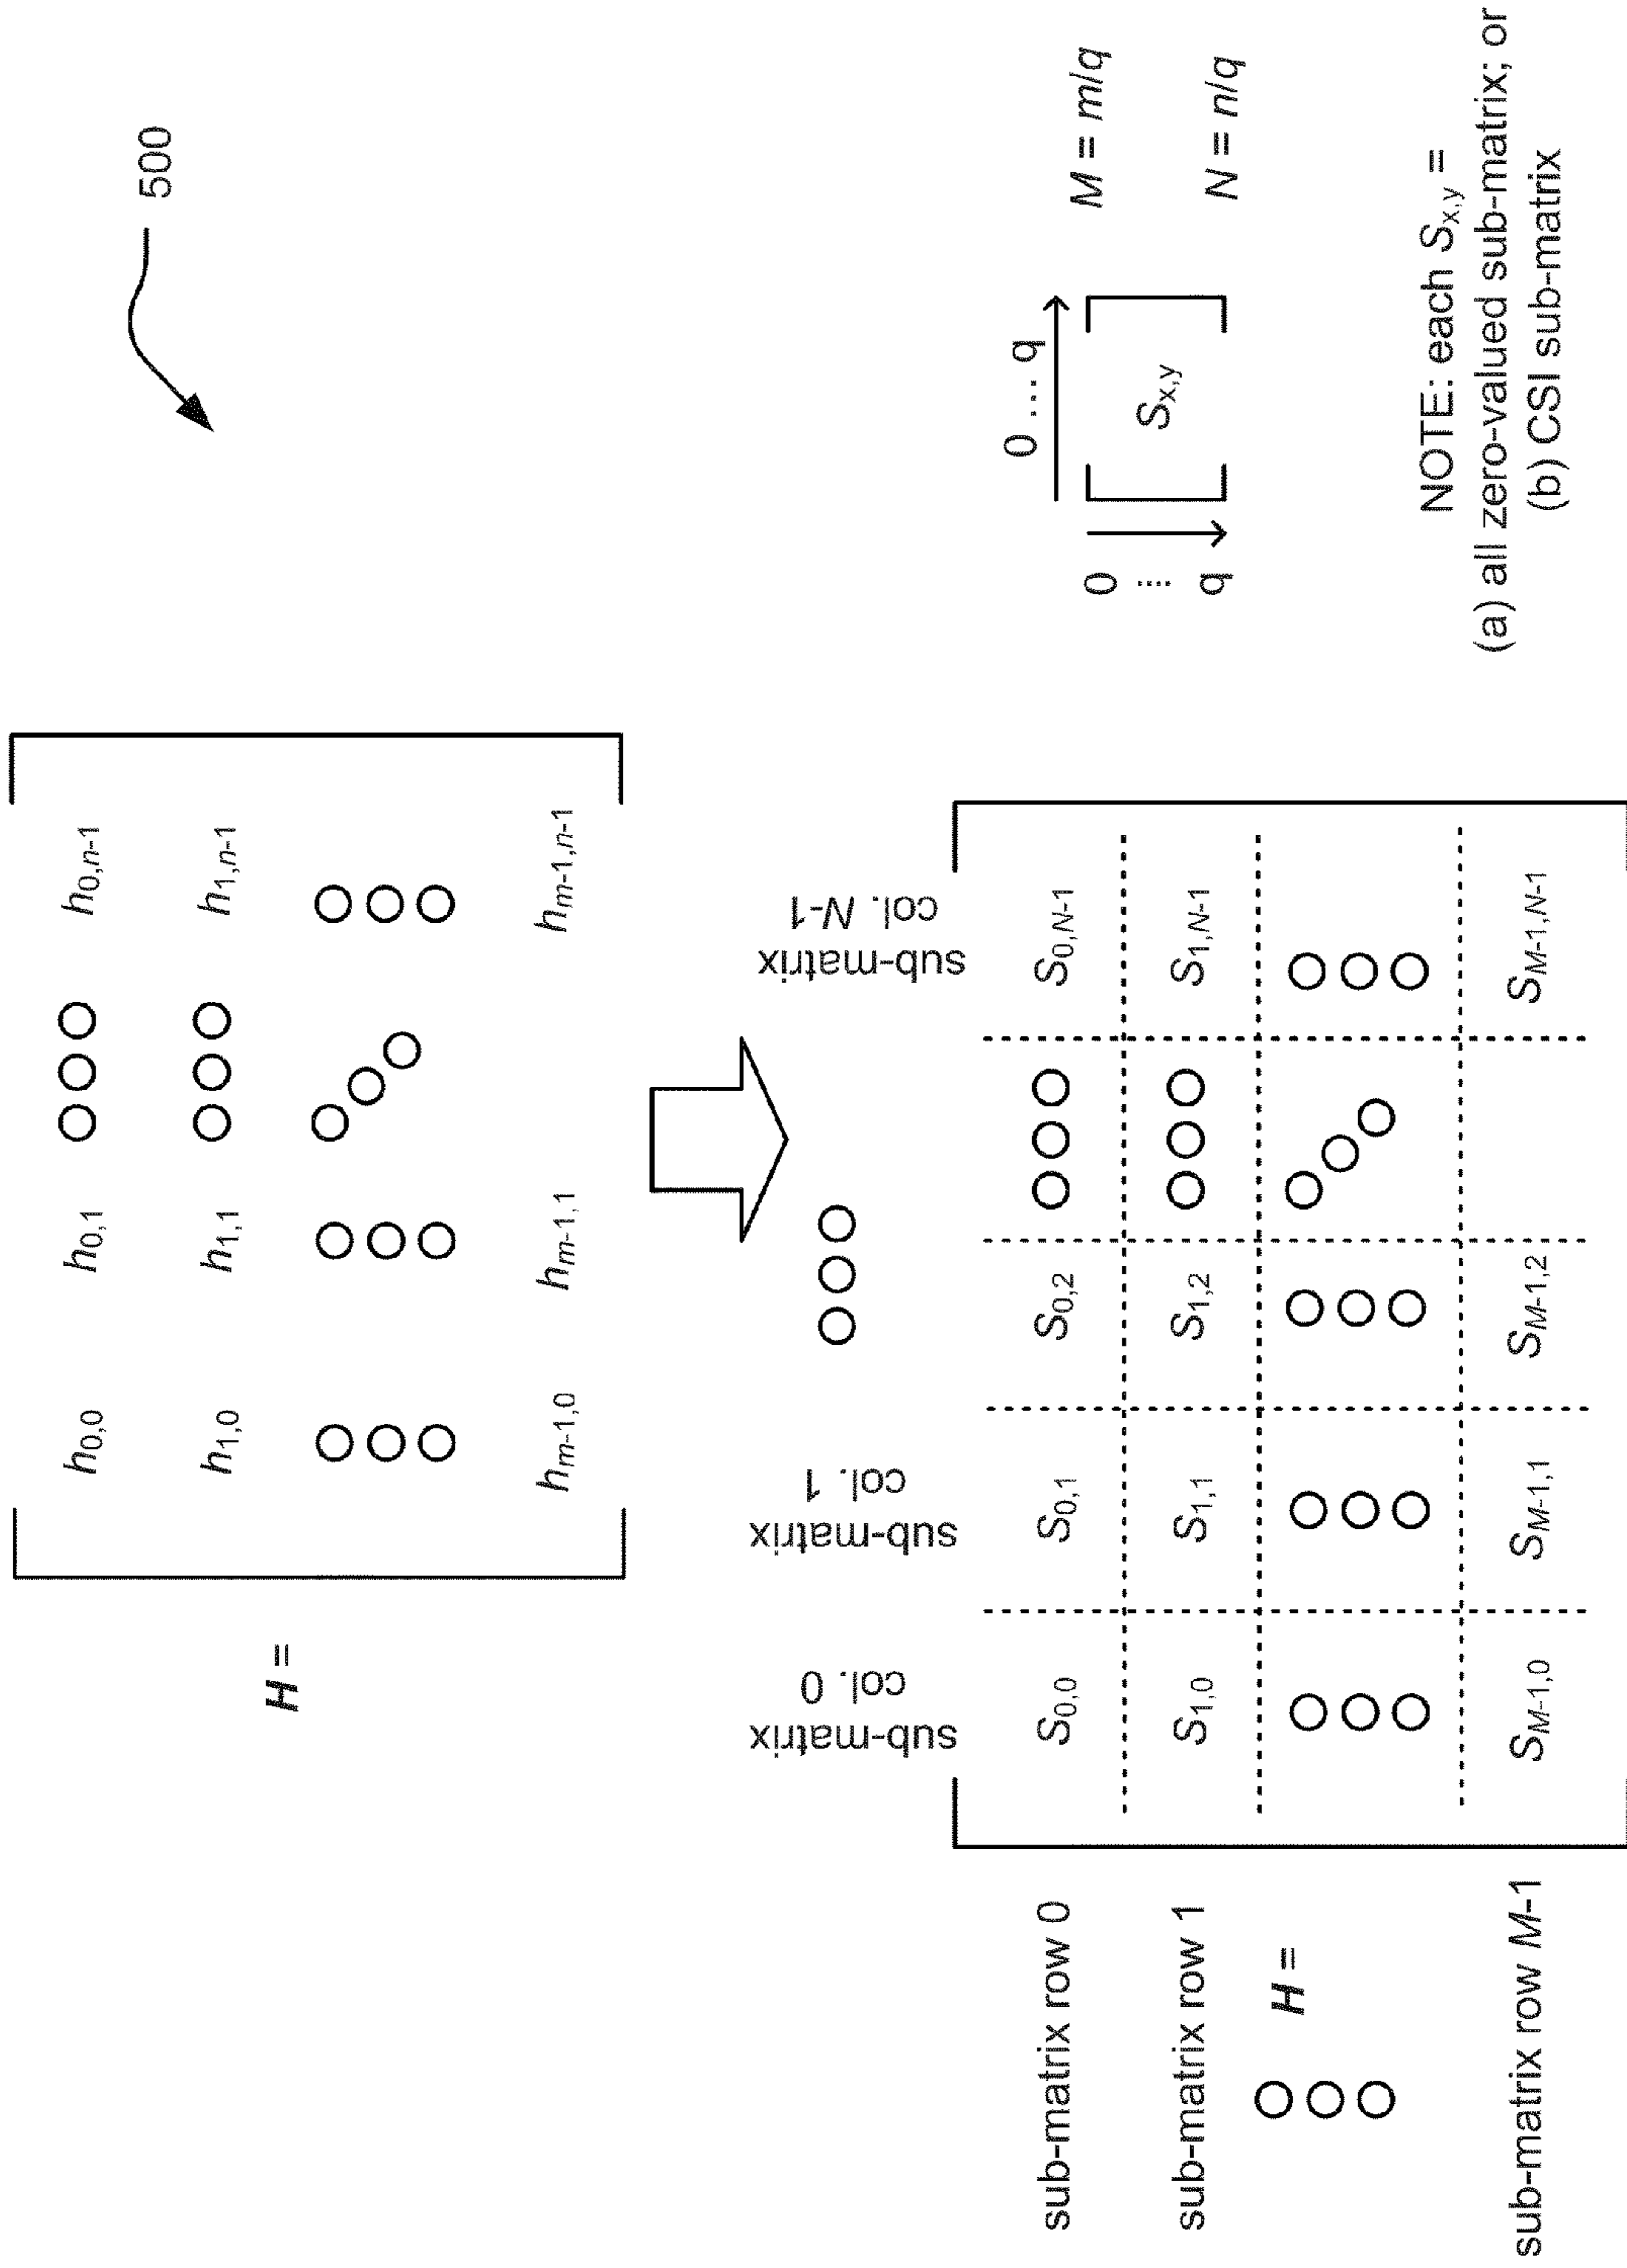 500
H =
h0,0 h0,1 h0,n-1
h1,0 h1,1 h1,n-1
hm-1,0 hm-1,1 hm-1,n-1
sub-matrix col. 0
sub-matrix col. 1
sub-matrix col. N-1
sub-matrix row 0
sub-matrix row 1
H =
sub-matrix row M-1
S0,0 S0,1 S0,2 S0,N-1
S1,0 S1,1 S1,2 S1,N-1
SM-1,0 SM-1,1 SM-1,2 SM-1,N-1
0 ... q
0
⋮
q
Sx,y
M = m/q
N = n/q
NOTE: each Sx,y =
(a) all zero-valued sub-matrix; or
(b) CSI sub-matrix